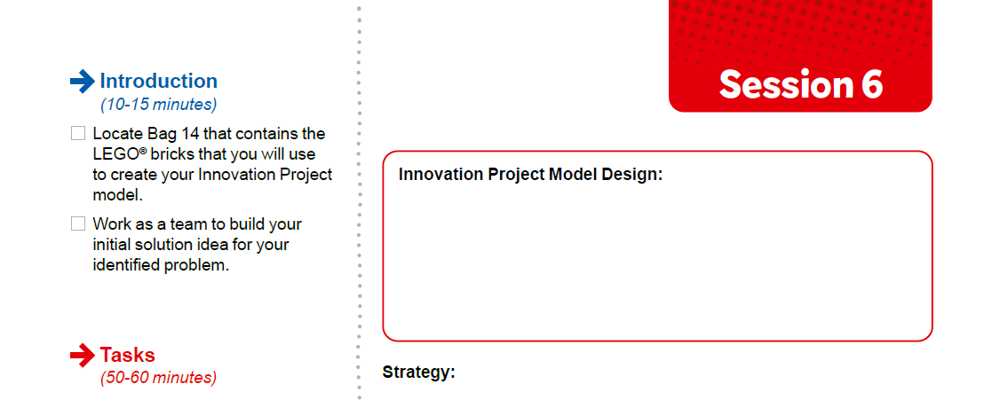 Session 6
Introduction
(10-15 minutes)
Locate Bag 14 that contains the
LEGO® bricks that you will use
to create your Innovation Project
model.
Work as a team to build your
initial solution idea for your
identified problem.
Tasks
(50-60 minutes)
Innovation Project Model Design:
Strategy: